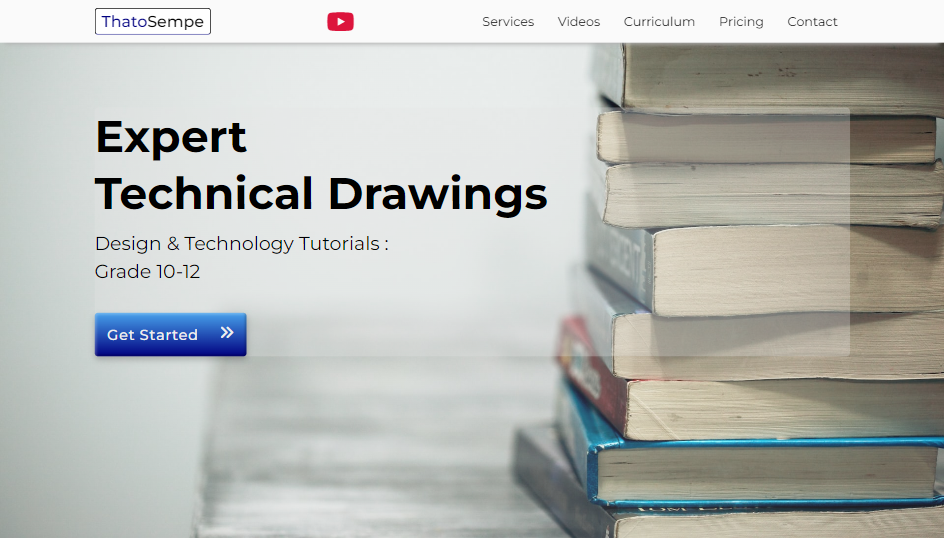 ThatoSempe
Services Videos Curriculum Pricing Contact
Expert
Technical Drawings
Design & Technology Tutorials :
Grade 10-12
Get Started